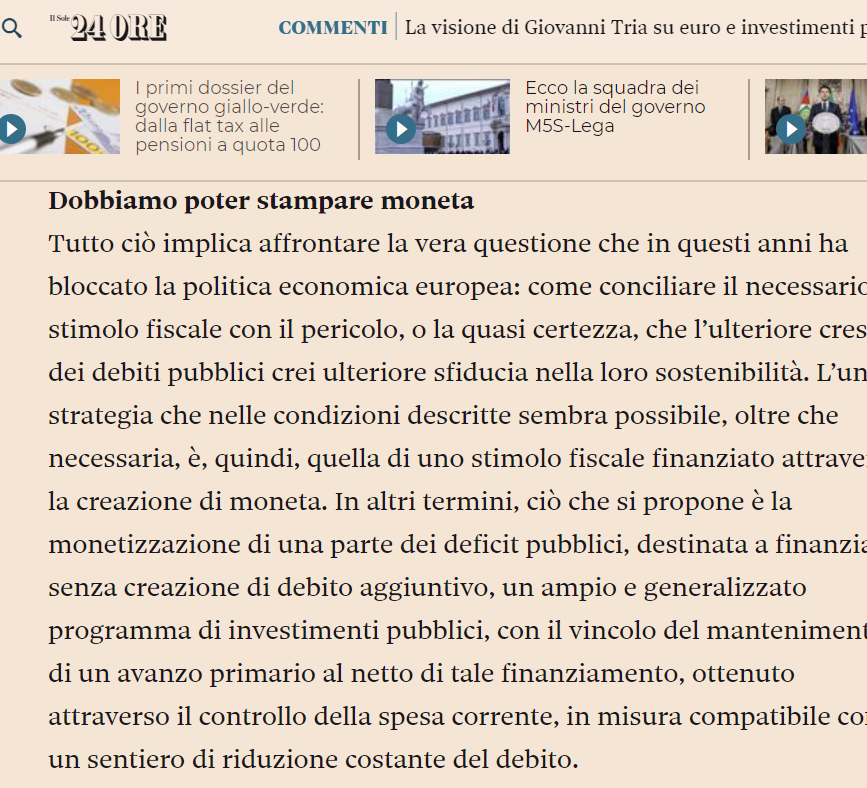 Il Sole 24 ORE
COMMENTI
La visione di Giovanni Tria su euro e investimenti
I primi dossier del
governo giallo-verde:
dalla flat tax alle
pensioni a quota 100
Ecco la squadra dei
ministri del governo
M5S-Lega
Dobbiamo poter stampare moneta
Tutto ciò implica affrontare la vera questione che in questi anni ha
bloccato la politica economica europea: come conciliare il necessario
stimolo fiscale con il pericolo, o la quasi certezza, che l’ulteriore cres
dei debiti pubblici crei ulteriore sfiducia nella loro sostenibilità. L’un
strategia che nelle condizioni descritte sembra possibile, oltre che
necessaria, è, quindi, quella di uno stimolo fiscale finanziato attrave
la creazione di moneta. In altri termini, ciò che si propone è la
monetizzazione di una parte dei deficit pubblici, destinata a finanzia
senza creazione di debito aggiuntivo, un ampio e generalizzato
programma di investimenti pubblici, con il vincolo del mantenimen
di un avanzo primario al netto di tale finanziamento, ottenuto
attraverso il controllo della spesa corrente, in misura compatibile co
un sentiero di riduzione costante del debito.